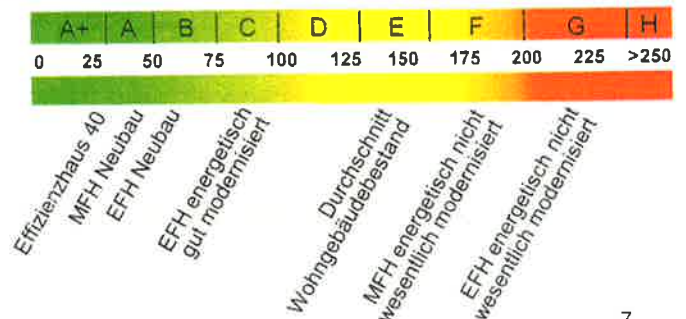 A+ A B C D E F G H
0 25 50 75 100 125 150 175 200 225 >250
Effizienzhaus 40
MFH Neubau
EFH Neubau
EFH energetisch
gut modernisiert
Durchschnitt
Wohngebäudebestand
MFH energetisch nicht
wesentlich modernisiert
EFH energetisch nicht
wesentlich modernisiert
7